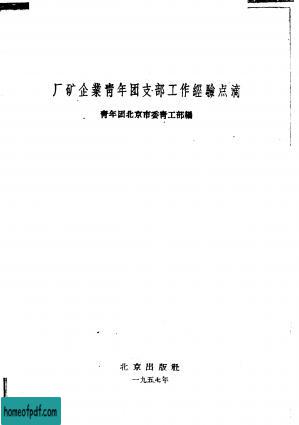 厂矿企業青年团支部工作經驗点滴
青年团北京市委青工部編
北京出版社
一九五七年
homeofpdf.com